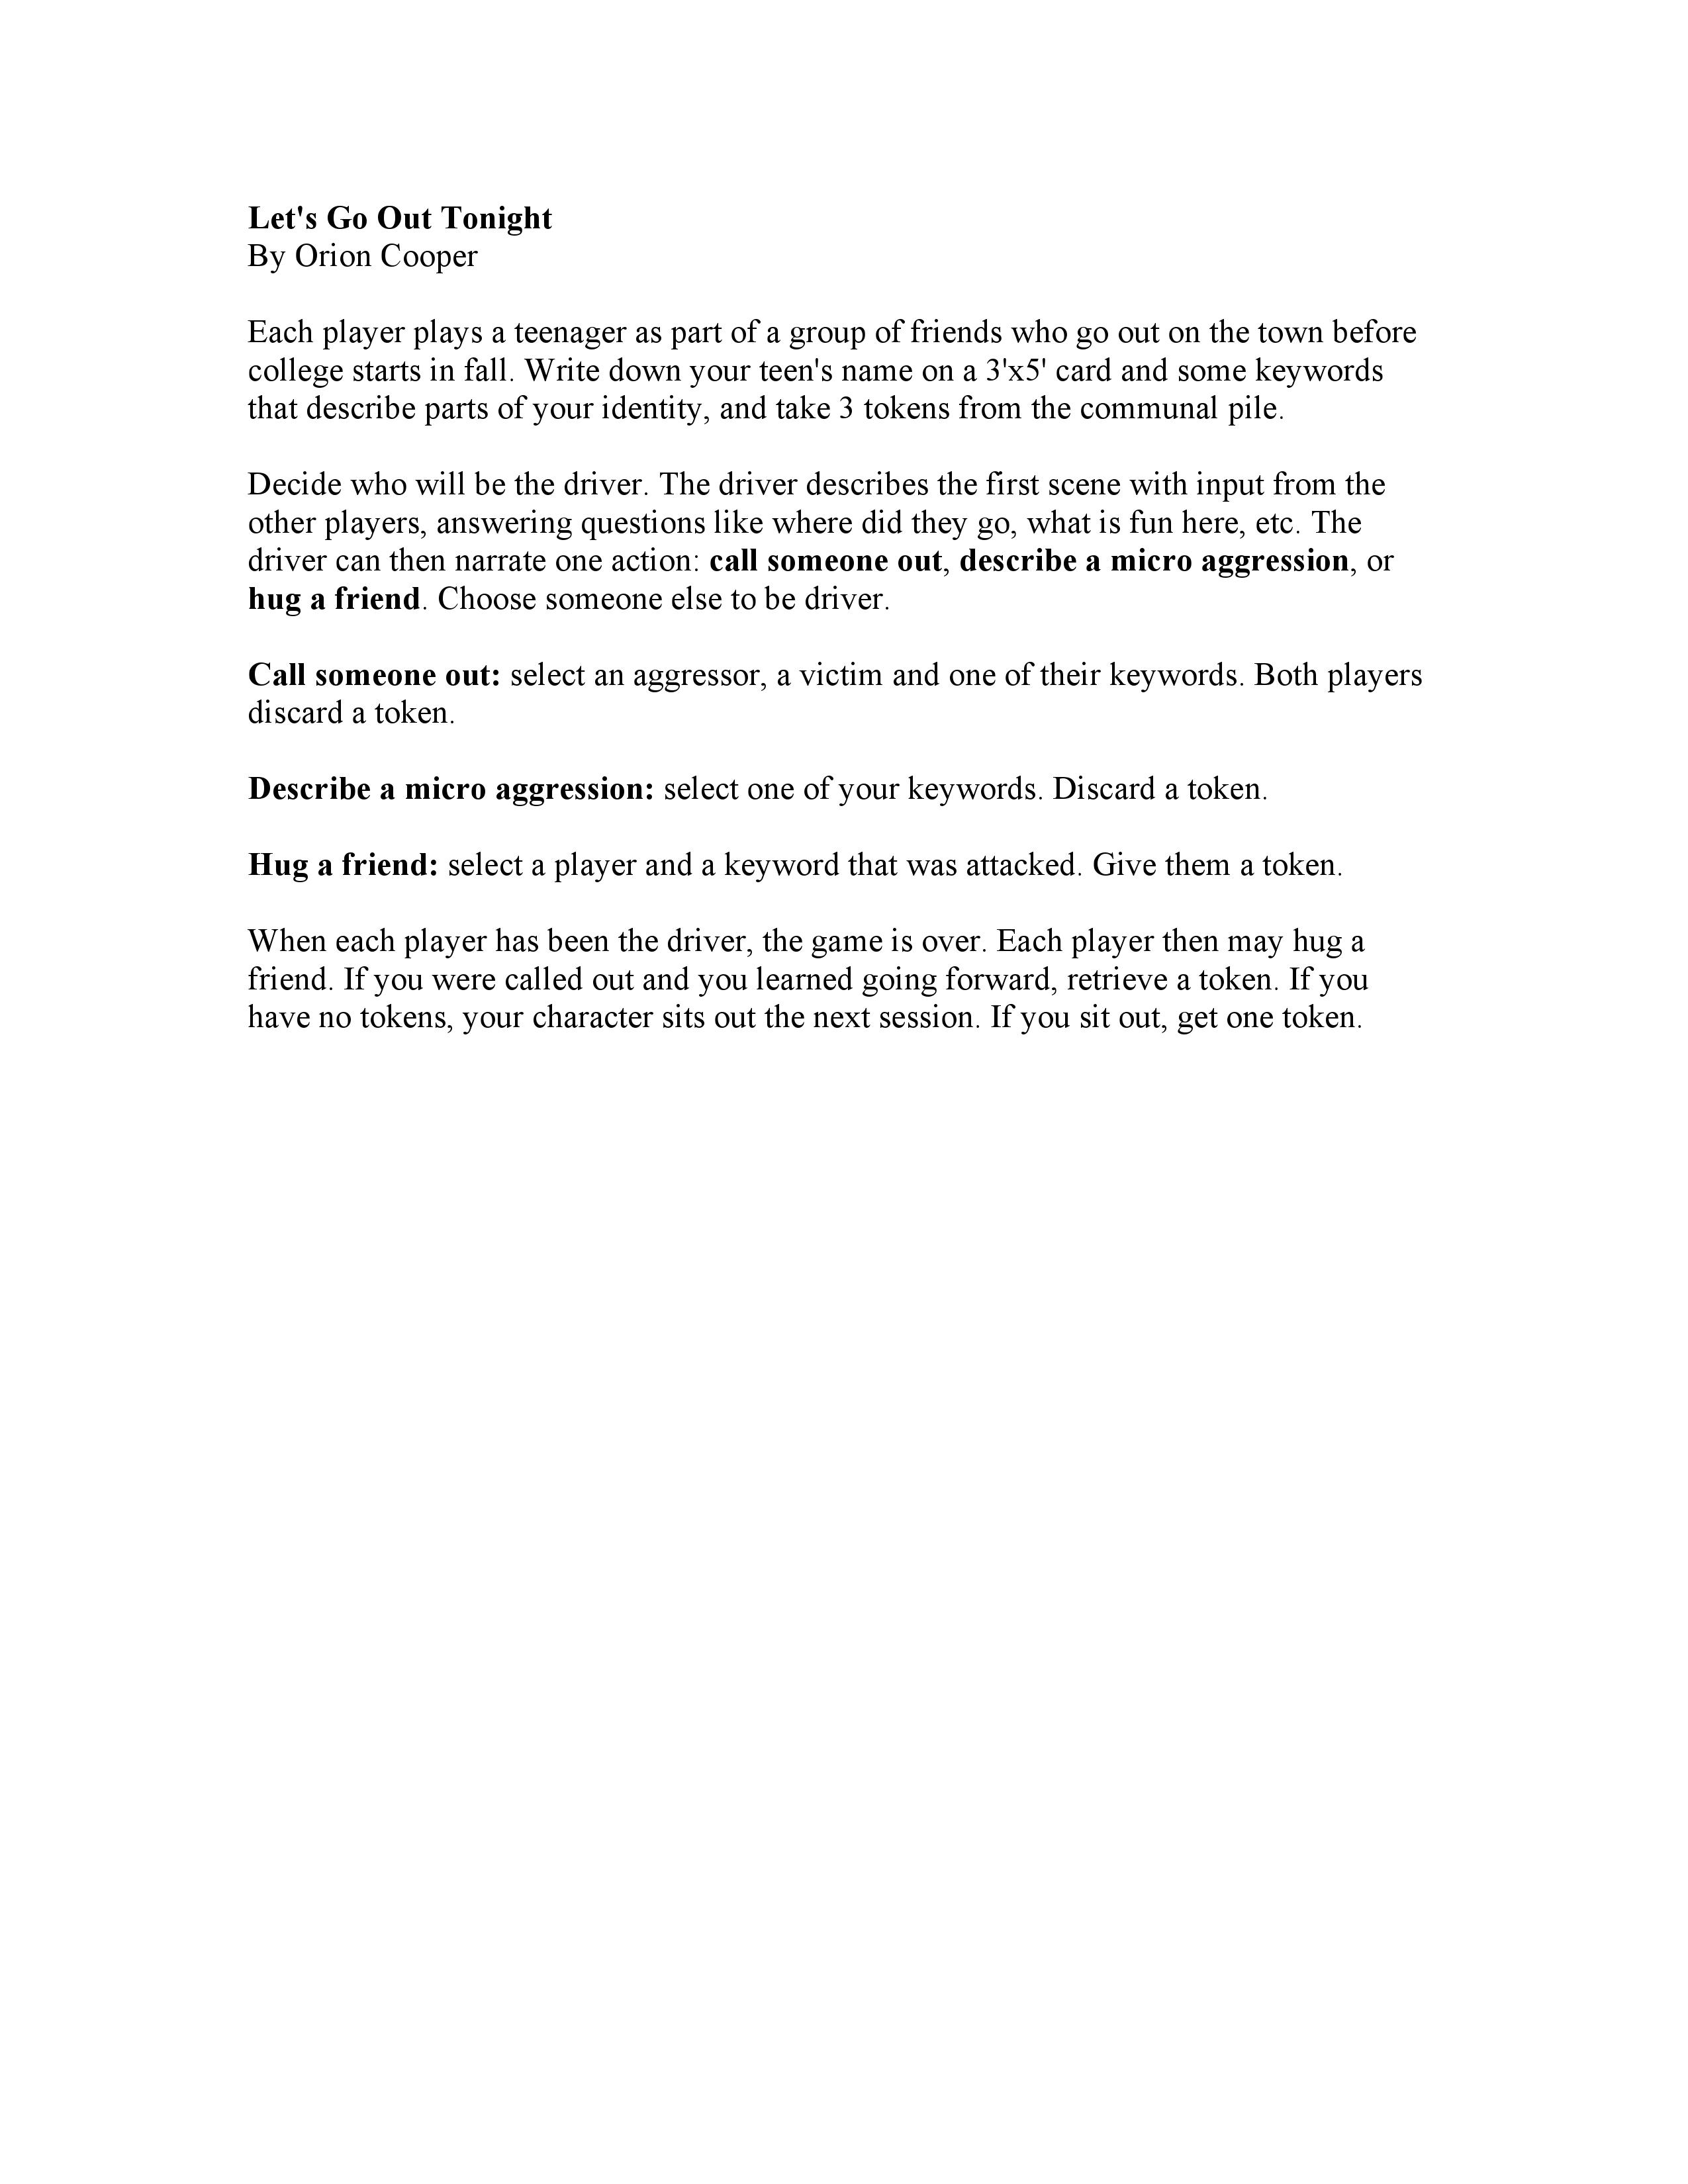 Let's Go Out Tonight
By Orion Cooper
Each player plays a teenager as part of a group of friends who go out on the town before
college starts in fall. Write down your teen's name on a 3'x5' card and some keywords
that describe parts of your identity, and take 3 tokens from the communal pile.
Decide who will be the driver. The driver describes the first scene with input from the
other players, answering questions like where did they go, what is fun here, etc. The
driver can then narrate one action: call someone out, describe a micro aggression, or
hug a friend. Choose someone else to be driver.
Call someone out: select an aggressor, a victim and one of their keywords. Both players
discard a token.
Describe a micro aggression: select one of your keywords. Discard a token.
Hug a friend: select a player and a keyword that was attacked. Give them a token.
When each player has been the driver, the game is over. Each player then may hug a
friend. If you were called out and you learned going forward, retrieve a token. If you
have no tokens, your character sits out the next session. If you sit out, get one token.